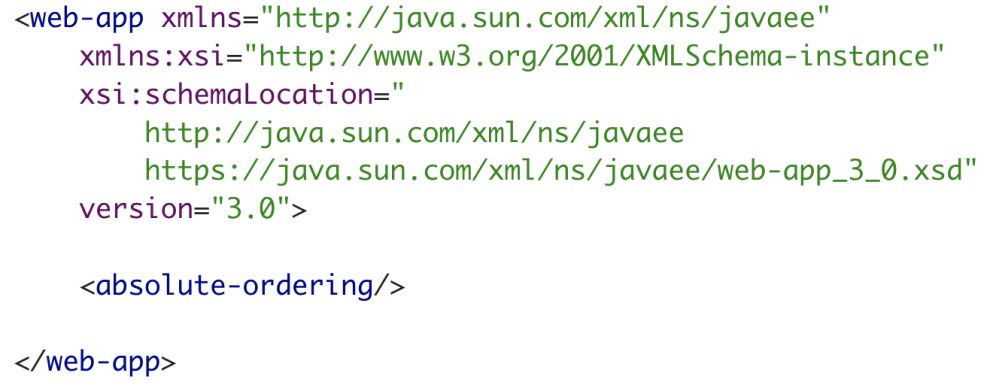 <web-app xmlns="http://java.sun.com/xml/ns/javaee"
    xmlns:xsi="http://www.w3.org/2001/XMLSchema-instance"
    xsi:schemaLocation="
        http://java.sun.com/xml/ns/javaee
        https://java.sun.com/xml/ns/javaee/web-app_3_0.xsd"
    version="3.0">
    <absolute-ordering/>
</web-app>